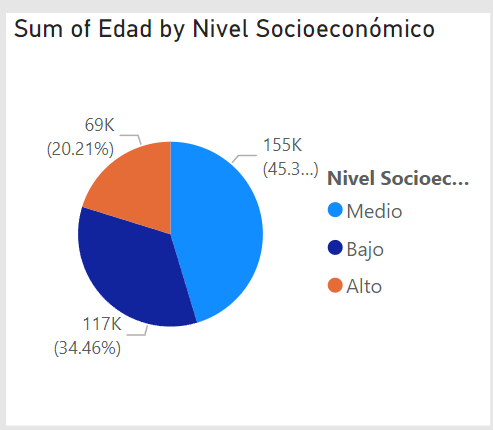 Sum of Edad by Nivel Socioeconómico
69K
(20.21%)
155K
(45.3...)
Nivel Socioec...
Medio
Bajo
Alto
117K
(34.46%)